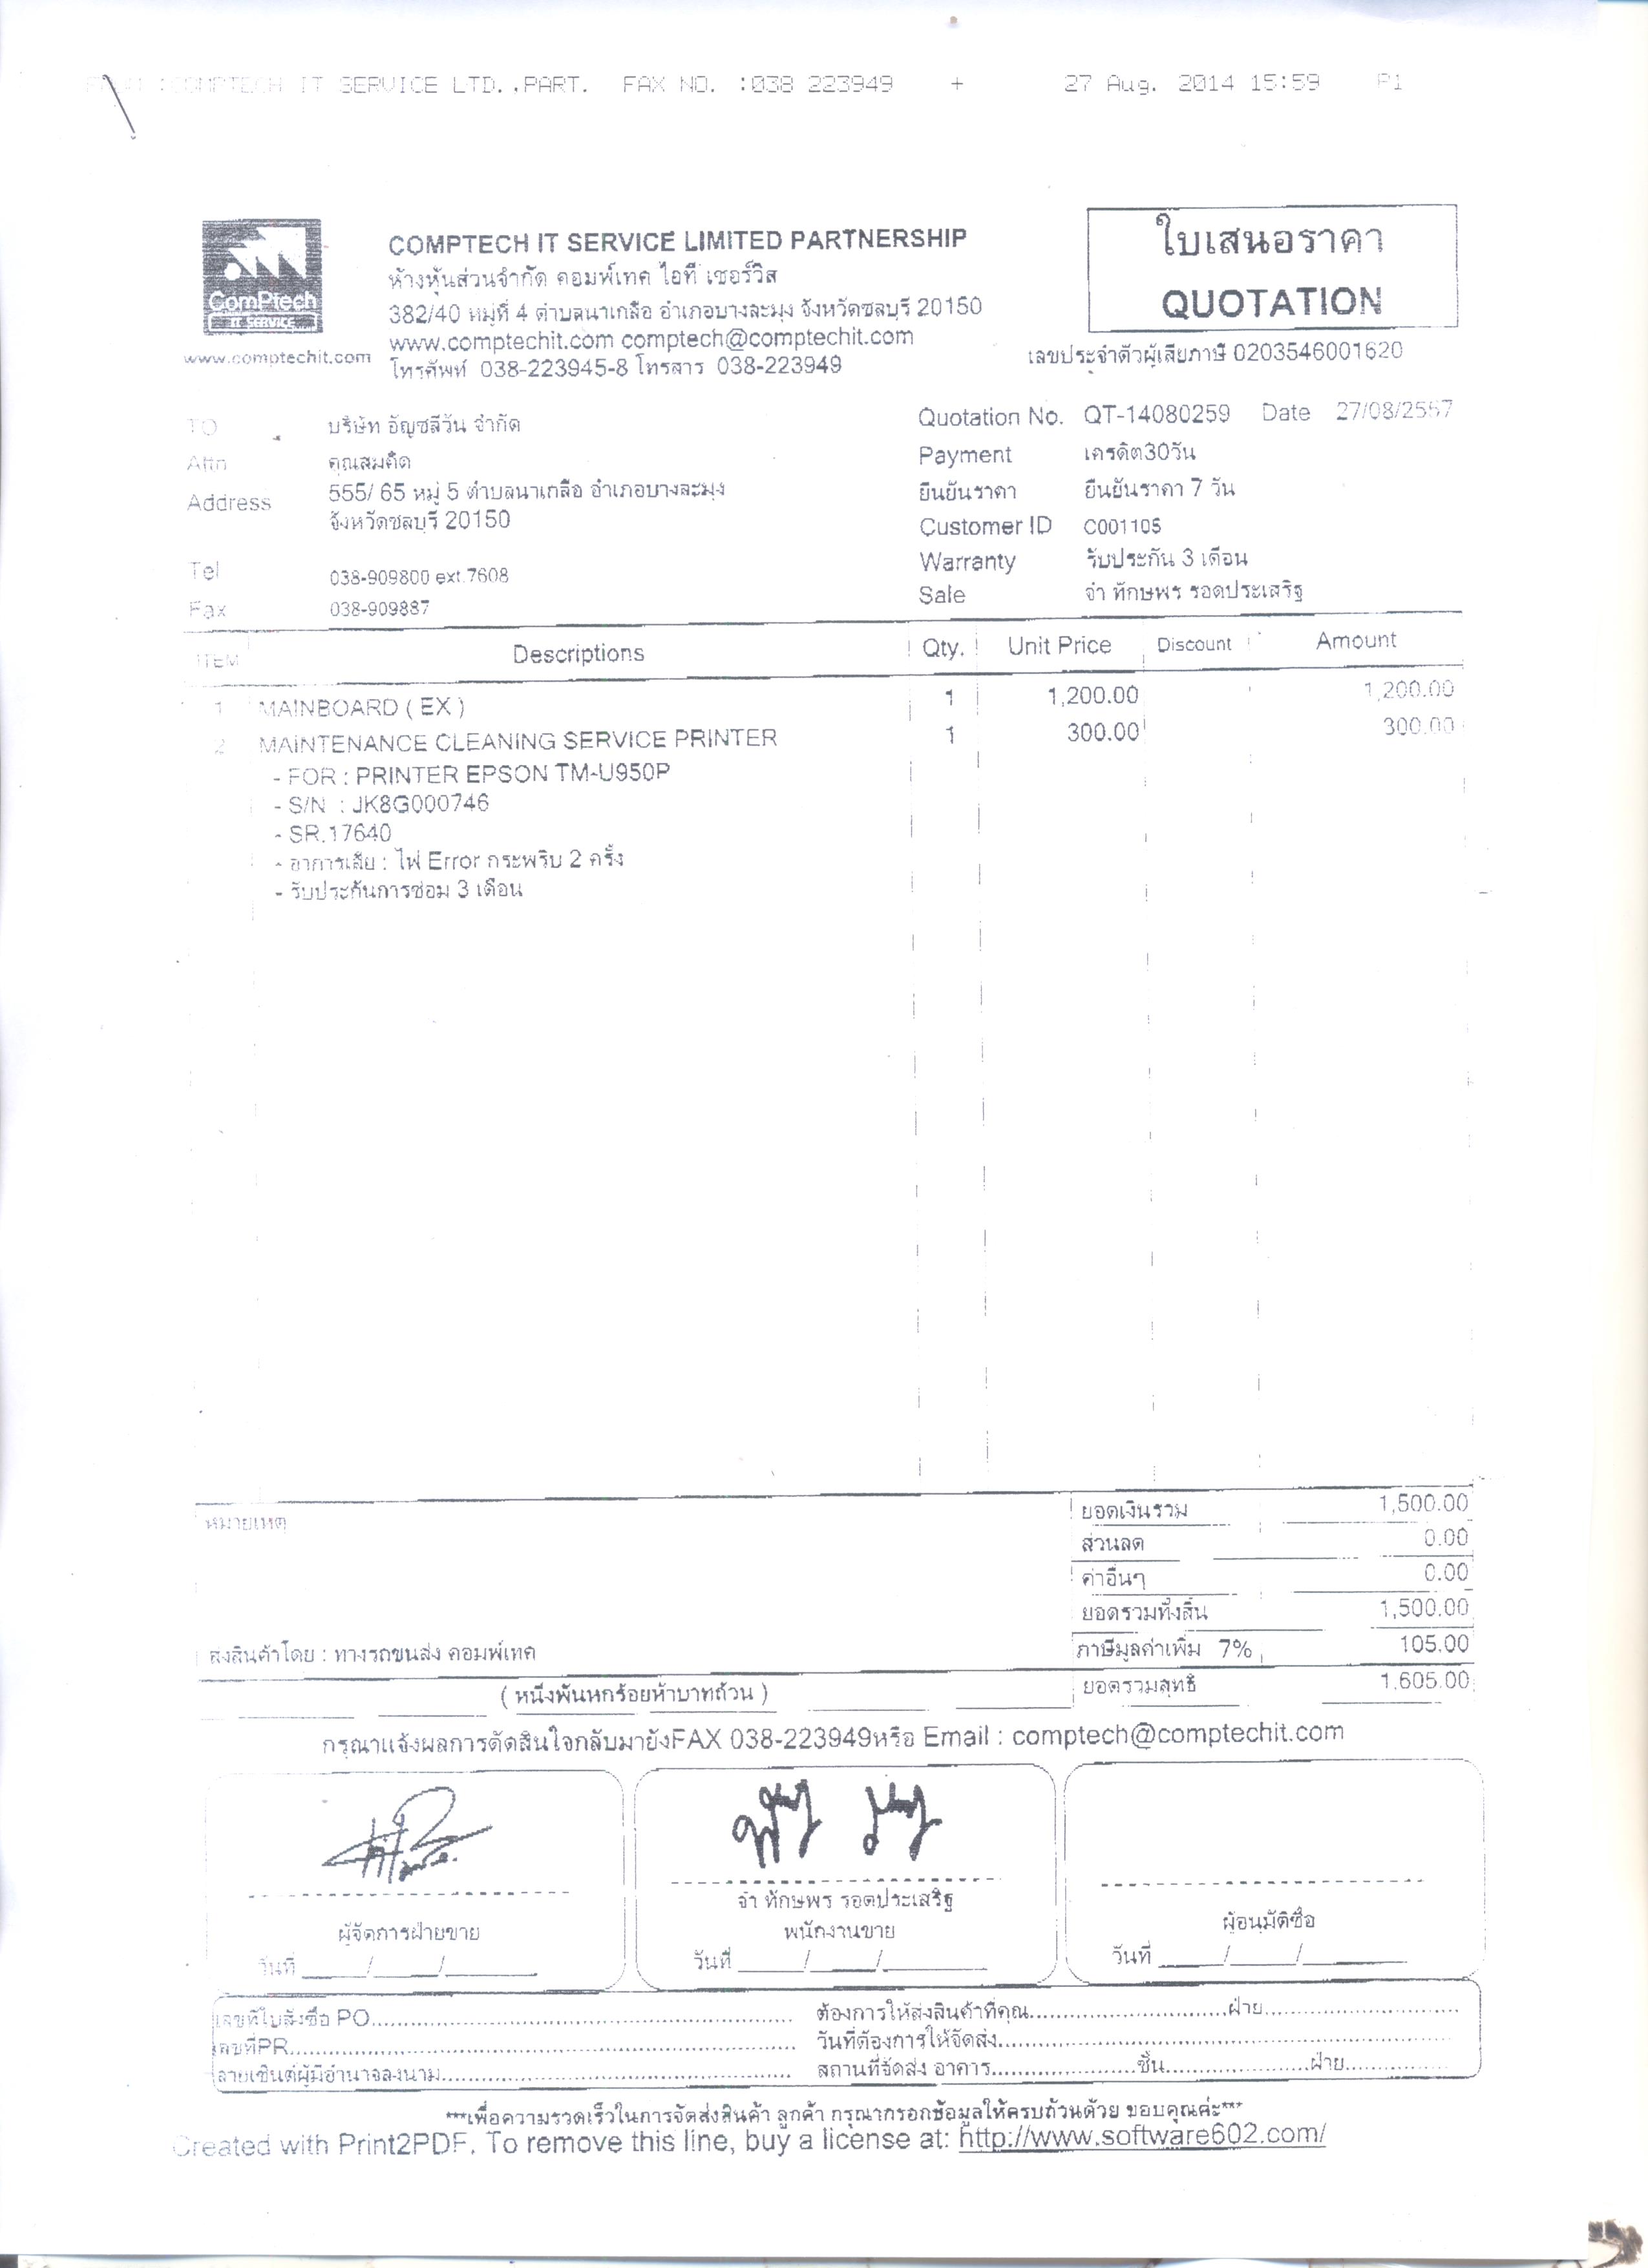 :COMPTECH IT SERVICE LTD.,PART. FAX NO. :038 223949 + 27 Aug. 2014 15:59 P1
ComPtech
IT SERVICE
www.comptechit.com
COMPTECH IT SERVICE LIMITED PARTNERSHIP
ห้างหุ้นส่วนจำกัด คอมพ์เทค ไอที เซอร์วิส
382/40 หมู่ที่ 4 ตำบลนาเกลือ อำเภอบางละมุง จังหวัดชลบุรี 20150
www.comptechit.com comptech@comptechit.com
โทรศัพท์ 038-223945-8 โทรสาร 038-223949
ใบเสนอราคา
QUOTATION
เลขประจำตัวผู้เสียภาษี 0203546001620
TO บริษัท อัญชลีวัน จำกัด
Attn คุณสมคิด
Address 555/ 65 หมู่ 5 ตำบลนาเกลือ อำเภอบางละมุง
จังหวัดชลบุรี 20150
Tel 038-909800 ext.7608
Fax 038-909887
Quotation No. QT-14080259 Date 27/08/2557
Payment เครดิต30วัน
ยืนยันราคา ยืนยันราคา 7 วัน
Customer ID C001105
Warranty รับประกัน 3 เดือน
Sale จ๋า ทักษพร รอดประเสริฐ
ITEM Descriptions Qty. Unit Price Discount Amount
1 MAINBOARD ( EX ) 1 1,200.00 1,200.00
2 MAINTENANCE CLEANING SERVICE PRINTER 1 300.00 300.00
- FOR : PRINTER EPSON TM-U950P
- S/N : JK8G000746
- SR.17640
- อาการเสีย : ไฟ Error กระพริบ 2 ครั้ง
- รับประกันการซ่อม 3 เดือน
หมายเหตุ
ยอดเงินรวม 1,500.00
ส่วนลด 0.00
ค่าอื่นๆ 0.00
ยอดรวมทั้งสิ้น 1,500.00
ส่งสินค้าโดย : ทางรถขนส่ง คอมพ์เทค ภาษีมูลค่าเพิ่ม 7% 105.00
( หนึ่งพันหกร้อยห้าบาทถ้วน ) ยอดรวมสุทธิ 1,605.00
กรุณาแจ้งผลการตัดสินใจกลับมายังFAX 038-223949หรือ Email : comptech@comptechit.com
ผู้จัดการฝ่ายขาย
วันที่ ____/____/____
จ๋า ทักษพร รอดประเสริฐ
พนักงานขาย
วันที่ ____/____/____
ผู้อนุมัติซื้อ
วันที่ ____/____/____
เลขที่ใบสั่งซื้อ PO.......... ต้องการให้ส่งสินค้าที่คุณ..........ฝ่าย..........
เลขที่PR.......... วันที่ต้องการให้จัดส่ง..........
ลายเซ็นต์ผู้มีอำนาจลงนาม.......... สถานที่จัดส่ง อาคาร..........ชั้น..........ฝ่าย..........
***เพื่อความรวดเร็วในการจัดส่งสินค้า ลูกค้า กรุณากรอกข้อมูลให้ครบถ้วนด้วย ขอบคุณค่ะ***
Created with Print2PDF. To remove this line, buy a license at: http://www.software602.com/